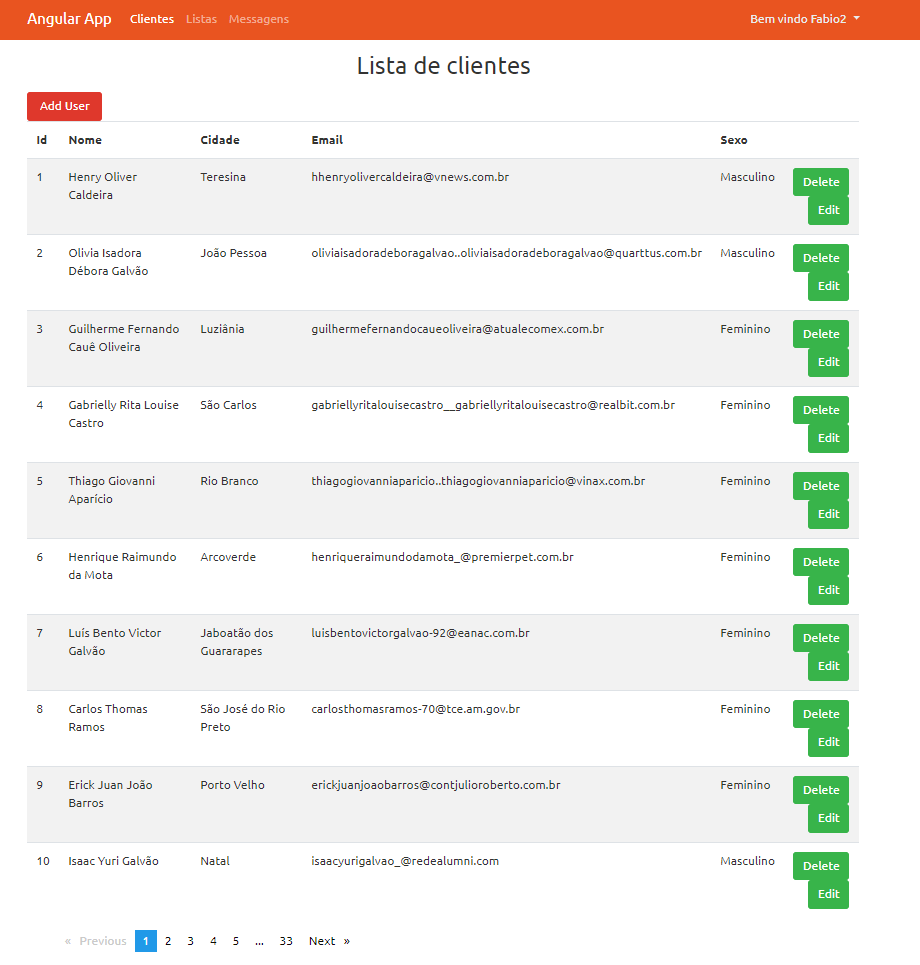 Angular App Clientes Listas Messagens Bem vindo Fabio2
Lista de clientes
Add User
Id Nome Cidade Email Sexo
1 Henry Oliver Teresina hhenryolivercaldeira@vnews.com.br Masculino Delete
Caldeira Edit
2 Olivia Isadora João Pessoa oliviaisadoradeboragalvao..oliviaisadoradeboragalvao@quarttus.com.br Masculino Delete
Débora Galvão Edit
3 Guilherme Fernando Luziânia guilhermefernandocaueoliveira@atualecomex.com.br Feminino Delete
Cauê Oliveira Edit
4 Gabrielly Rita Louise São Carlos gabriellyritalouisecastro__gabriellyritalouisecastro@realbit.com.br Feminino Delete
Castro Edit
5 Thiago Giovanni Rio Branco thiagogiovanniaparicio..thiagogiovanniaparicio@vinax.com.br Feminino Delete
Aparício Edit
6 Henrique Raimundo Arcoverde henriqueraimundodamota_@premierpet.com.br Feminino Delete
da Mota Edit
7 Luís Bento Victor Jaboatão dos luisbentovictorgalvao-92@eanac.com.br Feminino Delete
Galvão Guararapes Edit
8 Carlos Thomas São José do Rio carlosthomasramos-70@tce.am.gov.br Feminino Delete
Ramos Preto Edit
9 Erick Juan João Porto Velho erickjuanjoaobarros@contjulioroberto.com.br Feminino Delete
Barros Edit
10 Isaac Yuri Galvão Natal isaacyurigalvao_@redealumni.com Masculino Delete
Edit
« Previous 1 2 3 4 5 ... 33 Next »